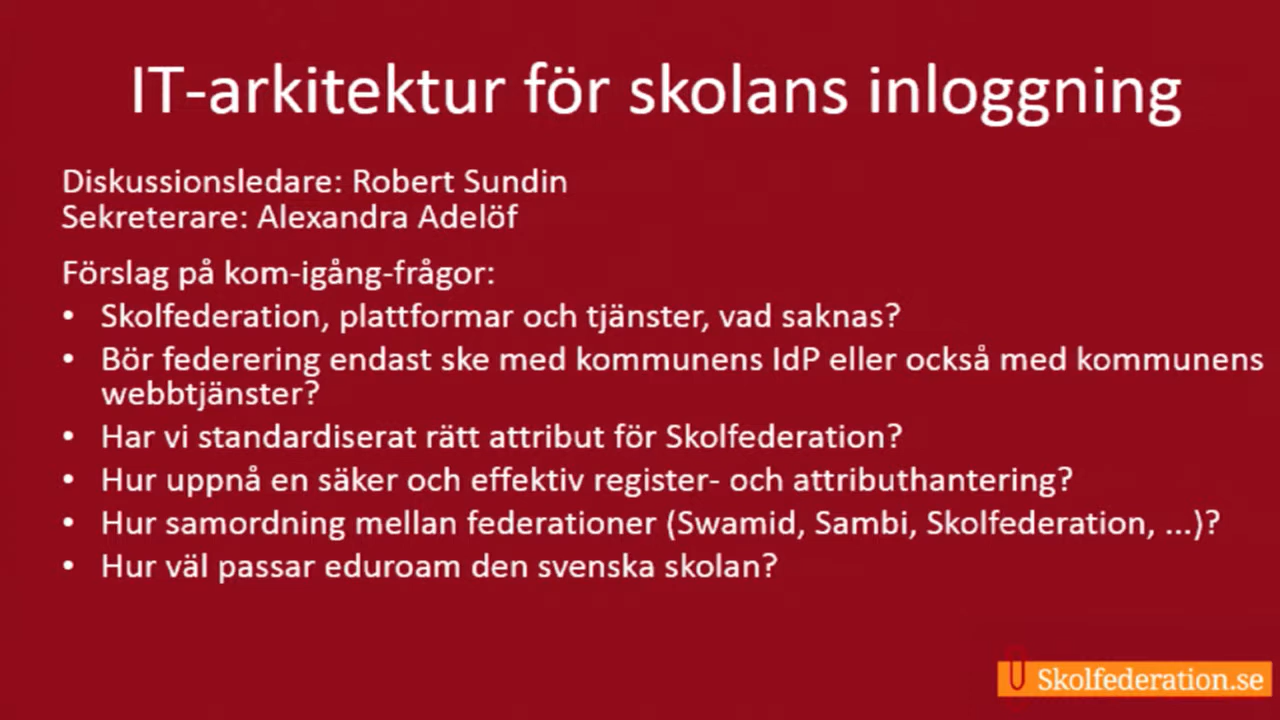 IT-arkitektur för skolans inloggning
Diskussionsledare: Robert Sundin
Sekreterare: Alexandra Adelöf
Förslag på kom-igång-frågor:
• Skolfederation, plattformar och tjänster, vad saknas?
• Bör federering endast ske med kommunens IdP eller också med kommunens
webbtjänster?
• Har vi standardiserat rätt attribut för Skolfederation?
• Hur uppnå en säker och effektiv register- och attributhantering?
• Hur samordning mellan federationer (Swamid, Sambi, Skolfederation, ...)?
• Hur väl passar eduroam den svenska skolan?
Skolfederation.se